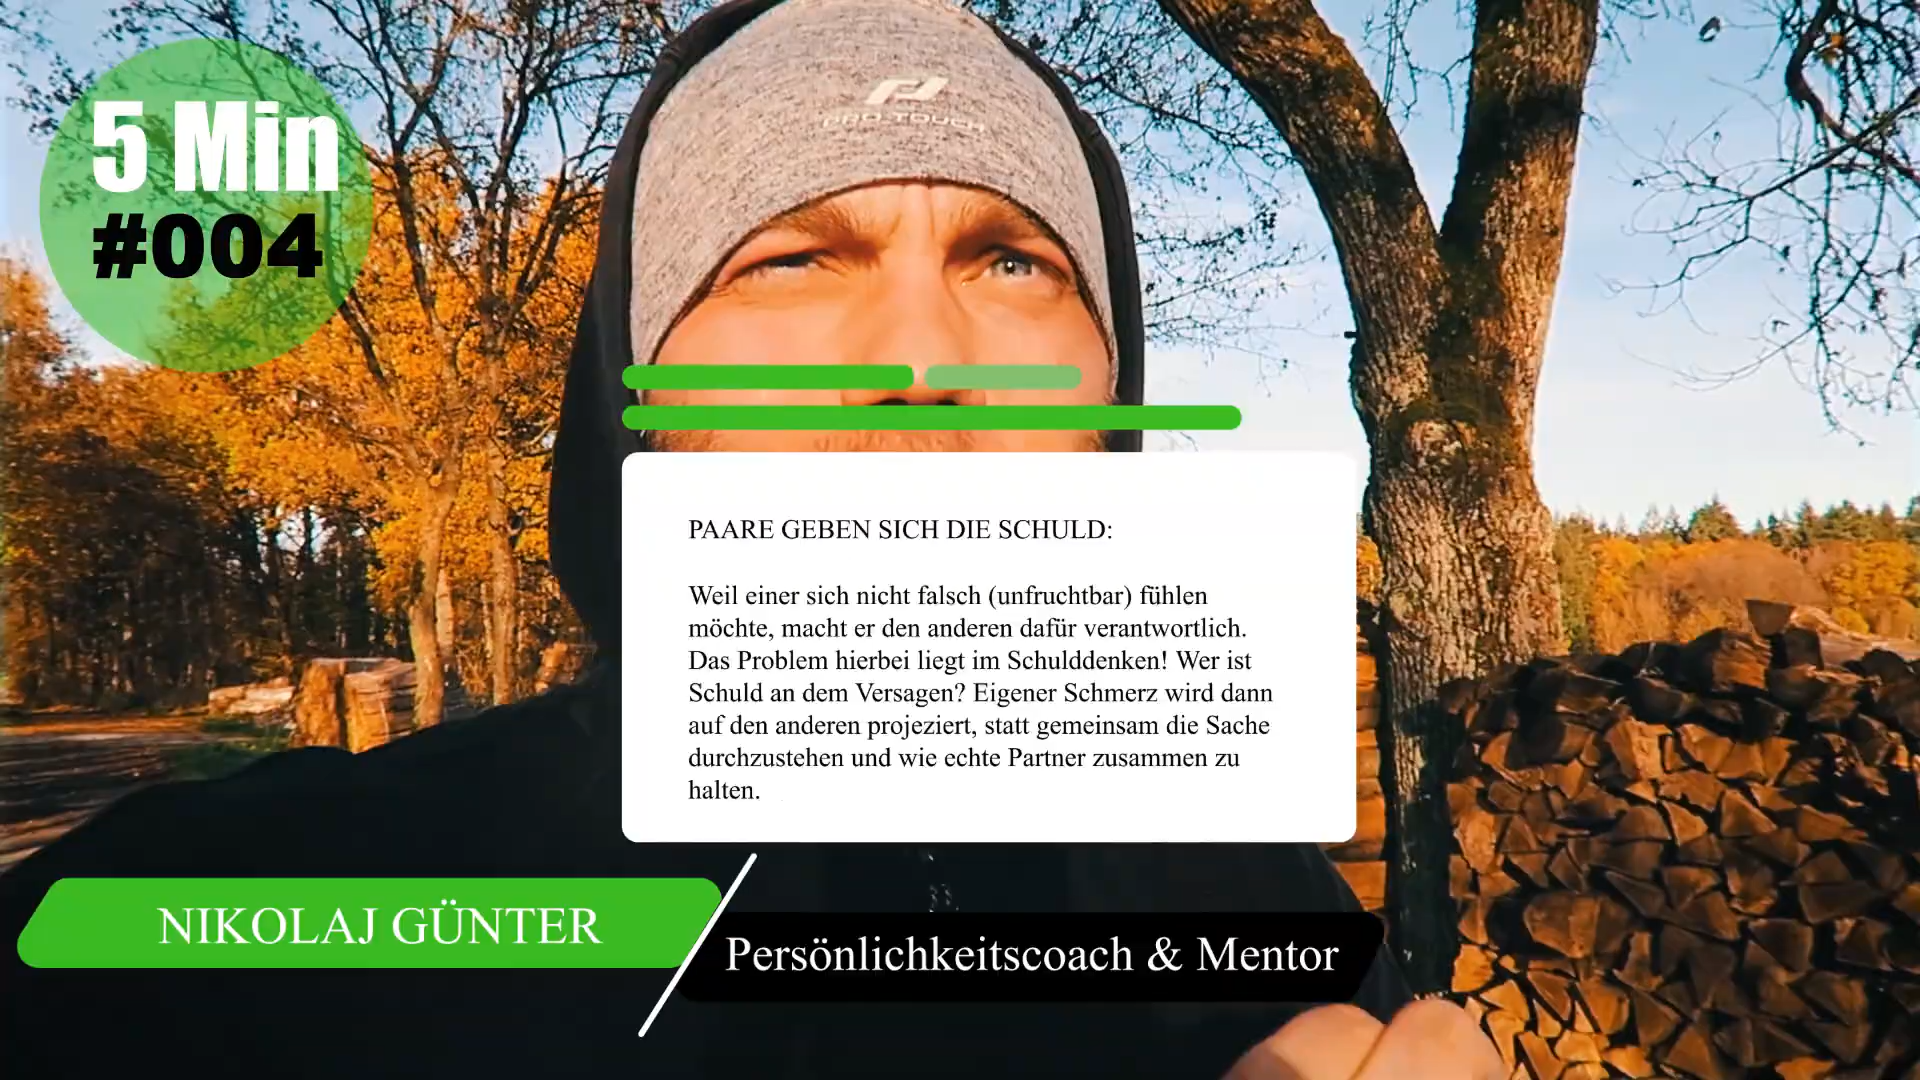 5 Min
#004
PRO TOUCH
PAARE GEBEN SICH DIE SCHULD:
Weil einer sich nicht falsch (unfruchtbar) fühlen
möchte, macht er den anderen dafür verantwortlich.
Das Problem hierbei liegt im Schulddenken! Wer ist
Schuld an dem Versagen? Eigener Schmerz wird dann
auf den anderen projeziert, statt gemeinsam die Sache
durchzustehen und wie echte Partner zusammen zu
halten.
NIKOLAJ GÜNTER
Persönlichkeitscoach & Mentor